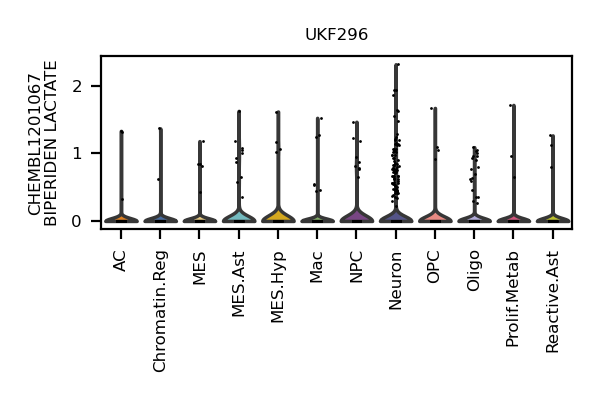 UKF296
CHEMBL1201067
BIPERIDEN LACTATE
2
1
0
AC
Chromatin.Reg
MES
MES.Ast
MES.Hyp
Mac
NPC
Neuron
OPC
Oligo
Prolif.Metab
Reactive.Ast